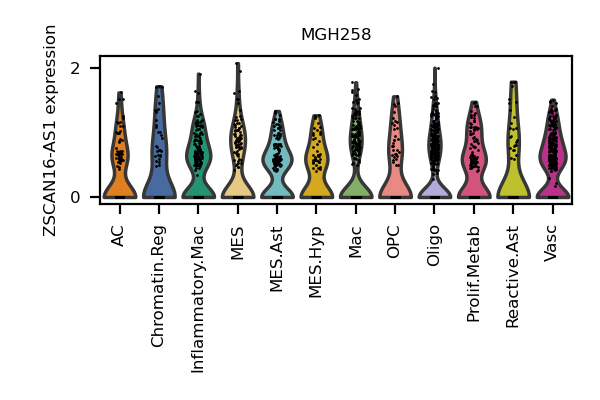 MGH258
ZSCAN16-AS1 expression
2
0
AC
Chromatin.Reg
Inflammatory.Mac
MES
MES.Ast
MES.Hyp
Mac
OPC
Oligo
Prolif.Metab
Reactive.Ast
Vasc